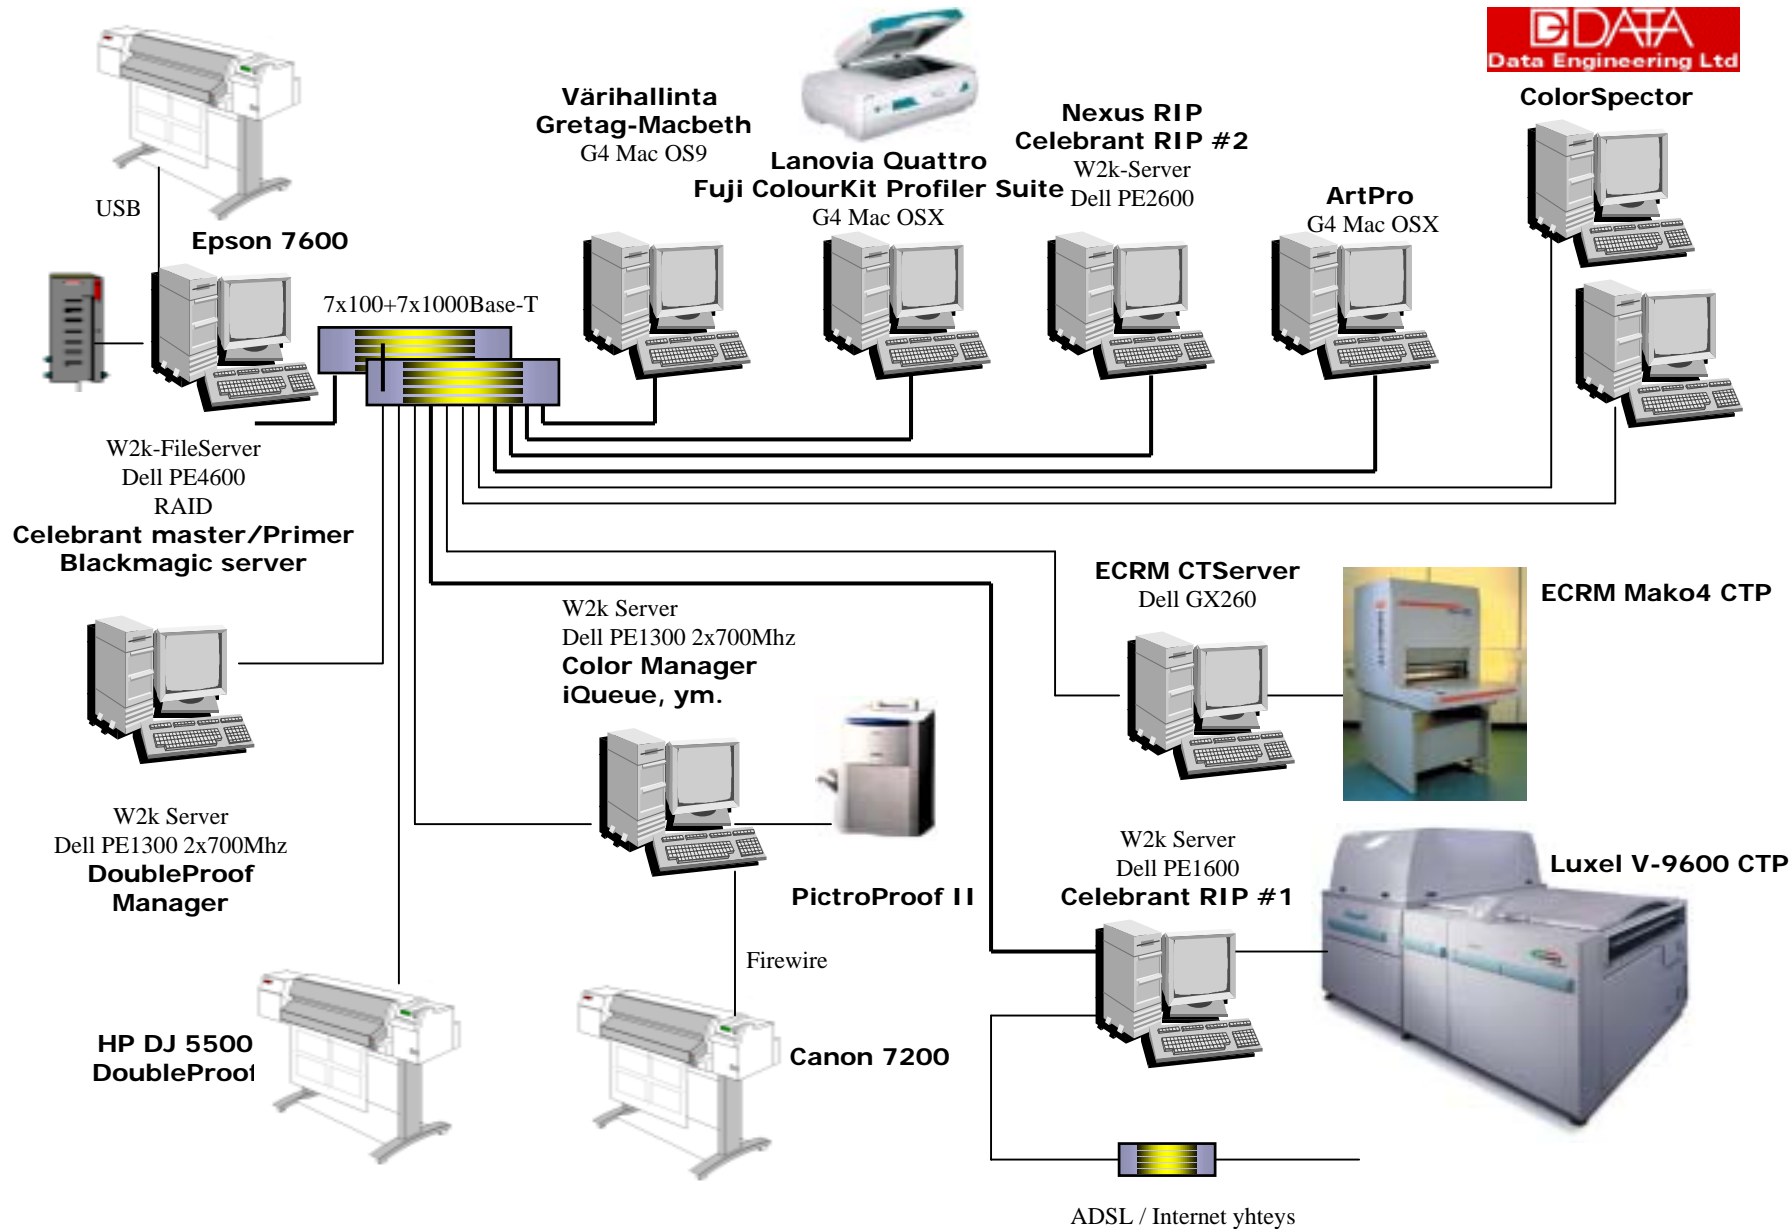 DATA
Data Engineering Ltd
ColorSpector
Värihallinta
Gretag-Macbeth
G4 Mac OS9
Lanovia Quattro
Fuji ColourKit Profiler Suite
G4 Mac OSX
Nexus RIP
Celebrant RIP #2
W2k-Server
Dell PE2600
ArtPro
G4 Mac OSX
USB
Epson 7600
7x100+7x1000Base-T
W2k-FileServer
Dell PE4600
RAID
Celebrant master/Primer
Blackmagic server
W2k Server
Dell PE1300 2x700Mhz
Color Manager
iQueue, ym.
ECRM CTServer
Dell GX260
ECRM Mako4 CTP
W2k Server
Dell PE1300 2x700Mhz
DoubleProof
Manager
PictroProof II
W2k Server
Dell PE1600
Celebrant RIP #1
Luxel V-9600 CTP
Firewire
HP DJ 5500
DoubleProof
Canon 7200
ADSL / Internet yhteys